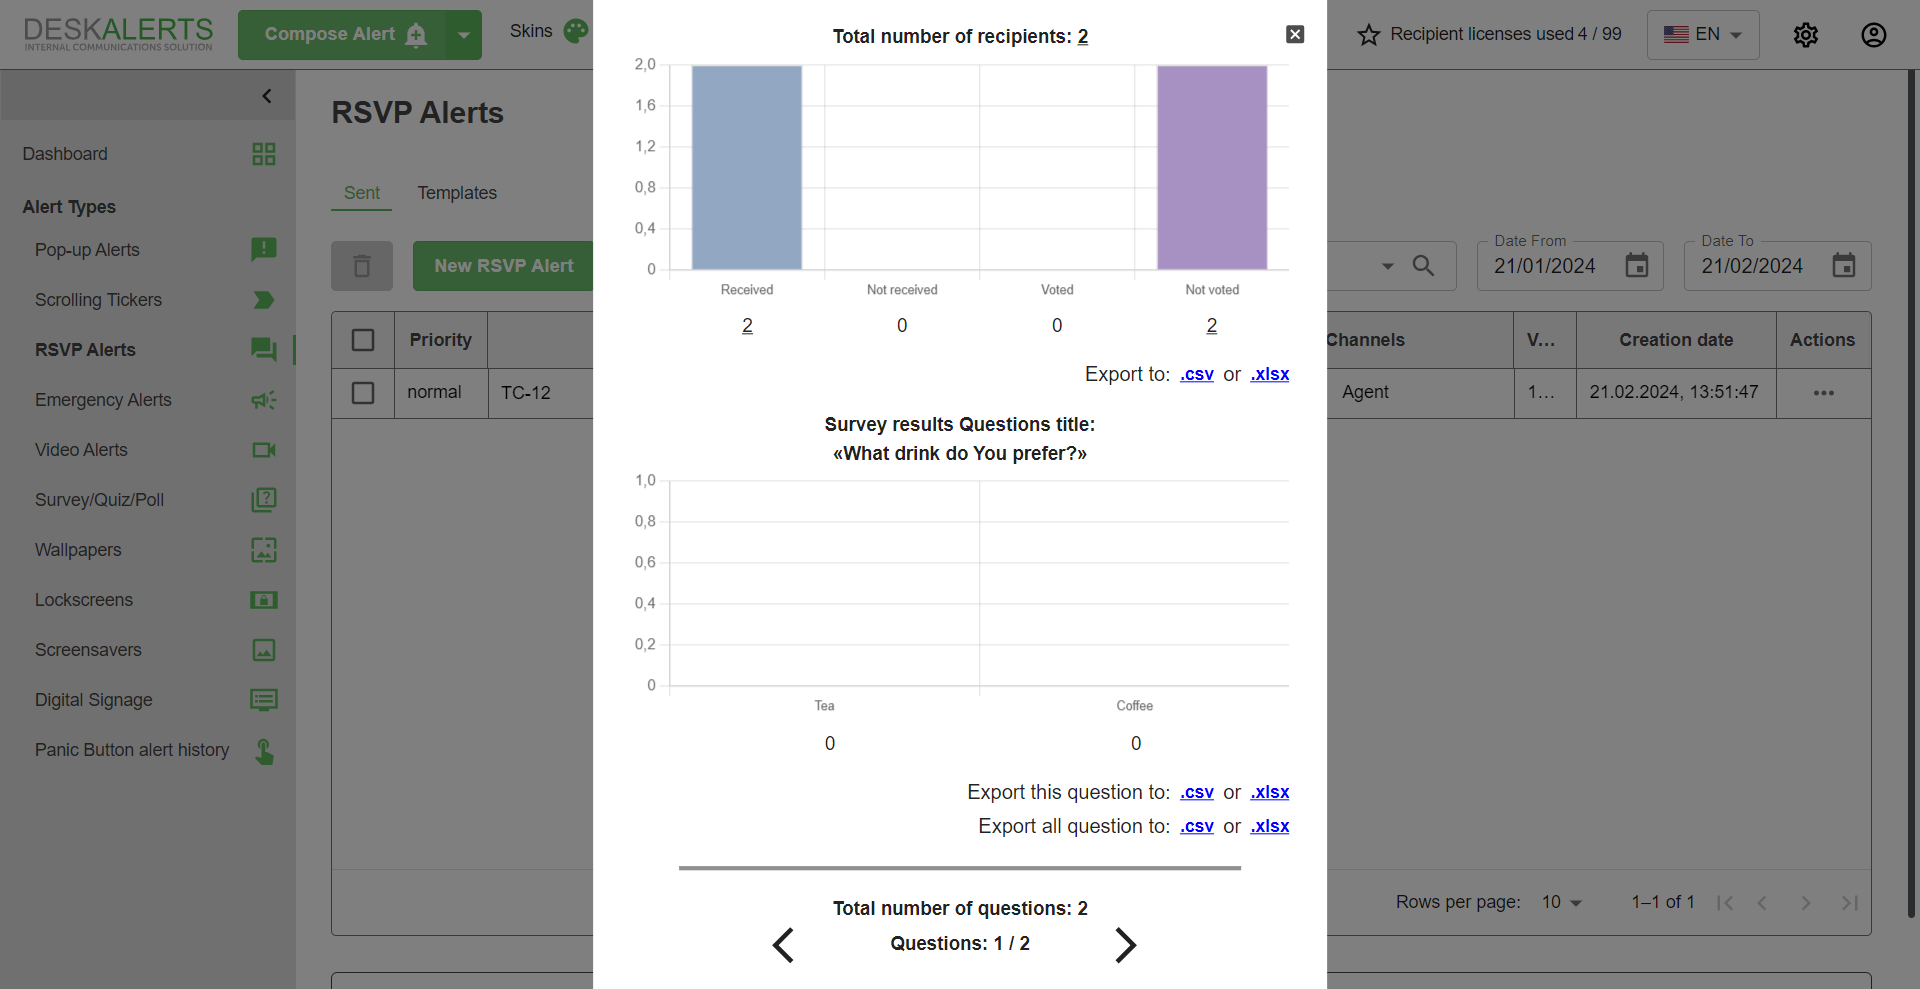 DESKALERTS
INTERNAL COMMUNICATIONS SOLUTION
Compose Alert
Skins
Recipient licenses used 4 / 99
EN
Dashboard
Alert Types
Pop-up Alerts
Scrolling Tickers
RSVP Alerts
Emergency Alerts
Video Alerts
Survey/Quiz/Poll
Wallpapers
Lockscreens
Screensavers
Digital Signage
Panic Button alert history
RSVP Alerts
Sent Templates
New RSVP Alert
Date From
21/01/2024
Date To
21/02/2024
Priority
Channels
V...
Creation date
Actions
normal
TC-12
Agent
1...
21.02.2024, 13:51:47
Rows per page: 10
1–1 of 1
Total number of recipients: 2
2,0
1,6
1,2
0,8
0,4
0
Received Not received Voted Not voted
2 0 0 2
Export to: .csv or .xlsx
Survey results Questions title:
«What drink do You prefer?»
1,0
0,8
0,6
0,4
0,2
0
Tea Coffee
0 0
Export this question to: .csv or .xlsx
Export all question to: .csv or .xlsx
Total number of questions: 2
Questions: 1 / 2